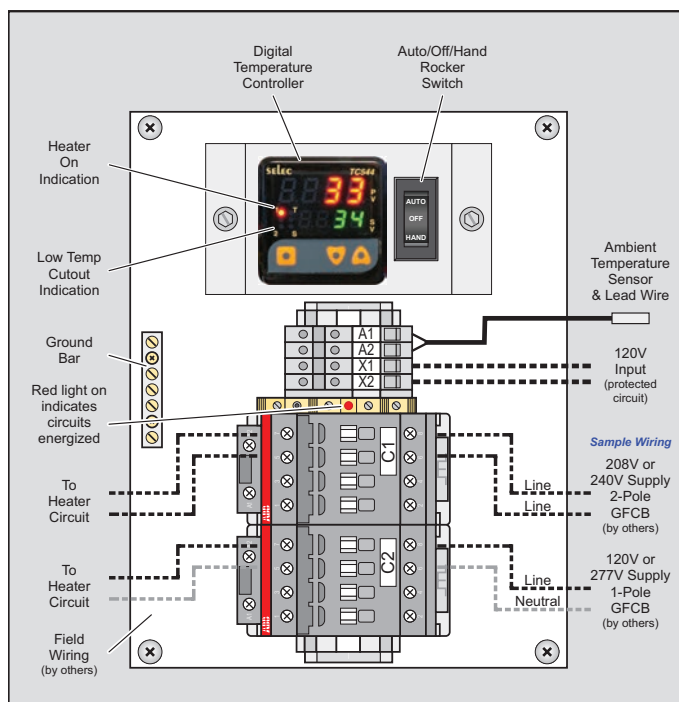 Digital
Temperature
Controller
Auto/Off/Hand
Rocker
Switch
Heater
On
Indication
selec
TCS44
33
P
V
T
34
S
V
2
S
AUTO
OFF
HAND
Low Temp
Cutout
Indication
Ambient
Temperature
Sensor
& Lead Wire
Ground
Bar
A1
A2
X1
X2
120V
Input
(protected
circuit)
Red light on
indicates
circuits
energized
C1
Sample Wiring
To
Heater
Circuit
Line
Line
208V or
240V Supply
2-Pole
GFCB
(by others)
C2
To
Heater
Circuit
Line
Neutral
120V or
277V Supply
1-Pole
GFCB
(by others)
Field
Wiring
(by others)